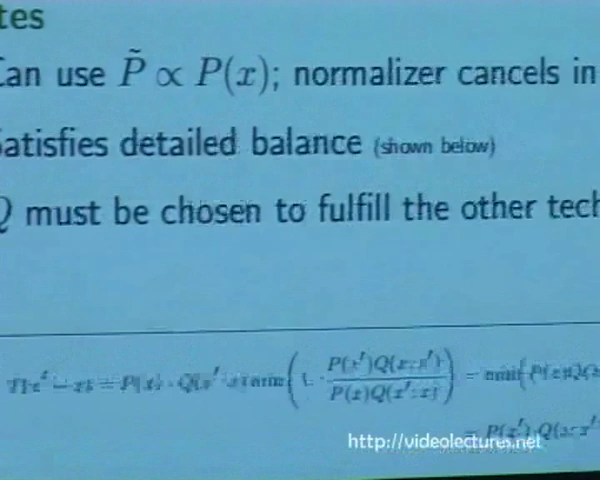 tes
Can use P̃ ∝ P(x); normalizer cancels in
Satisfies detailed balance (shown below)
Q must be chosen to fulfill the other tech
P(x′)Q(x;x′)
P(x)Q(x′;x)
http://videolectures.net